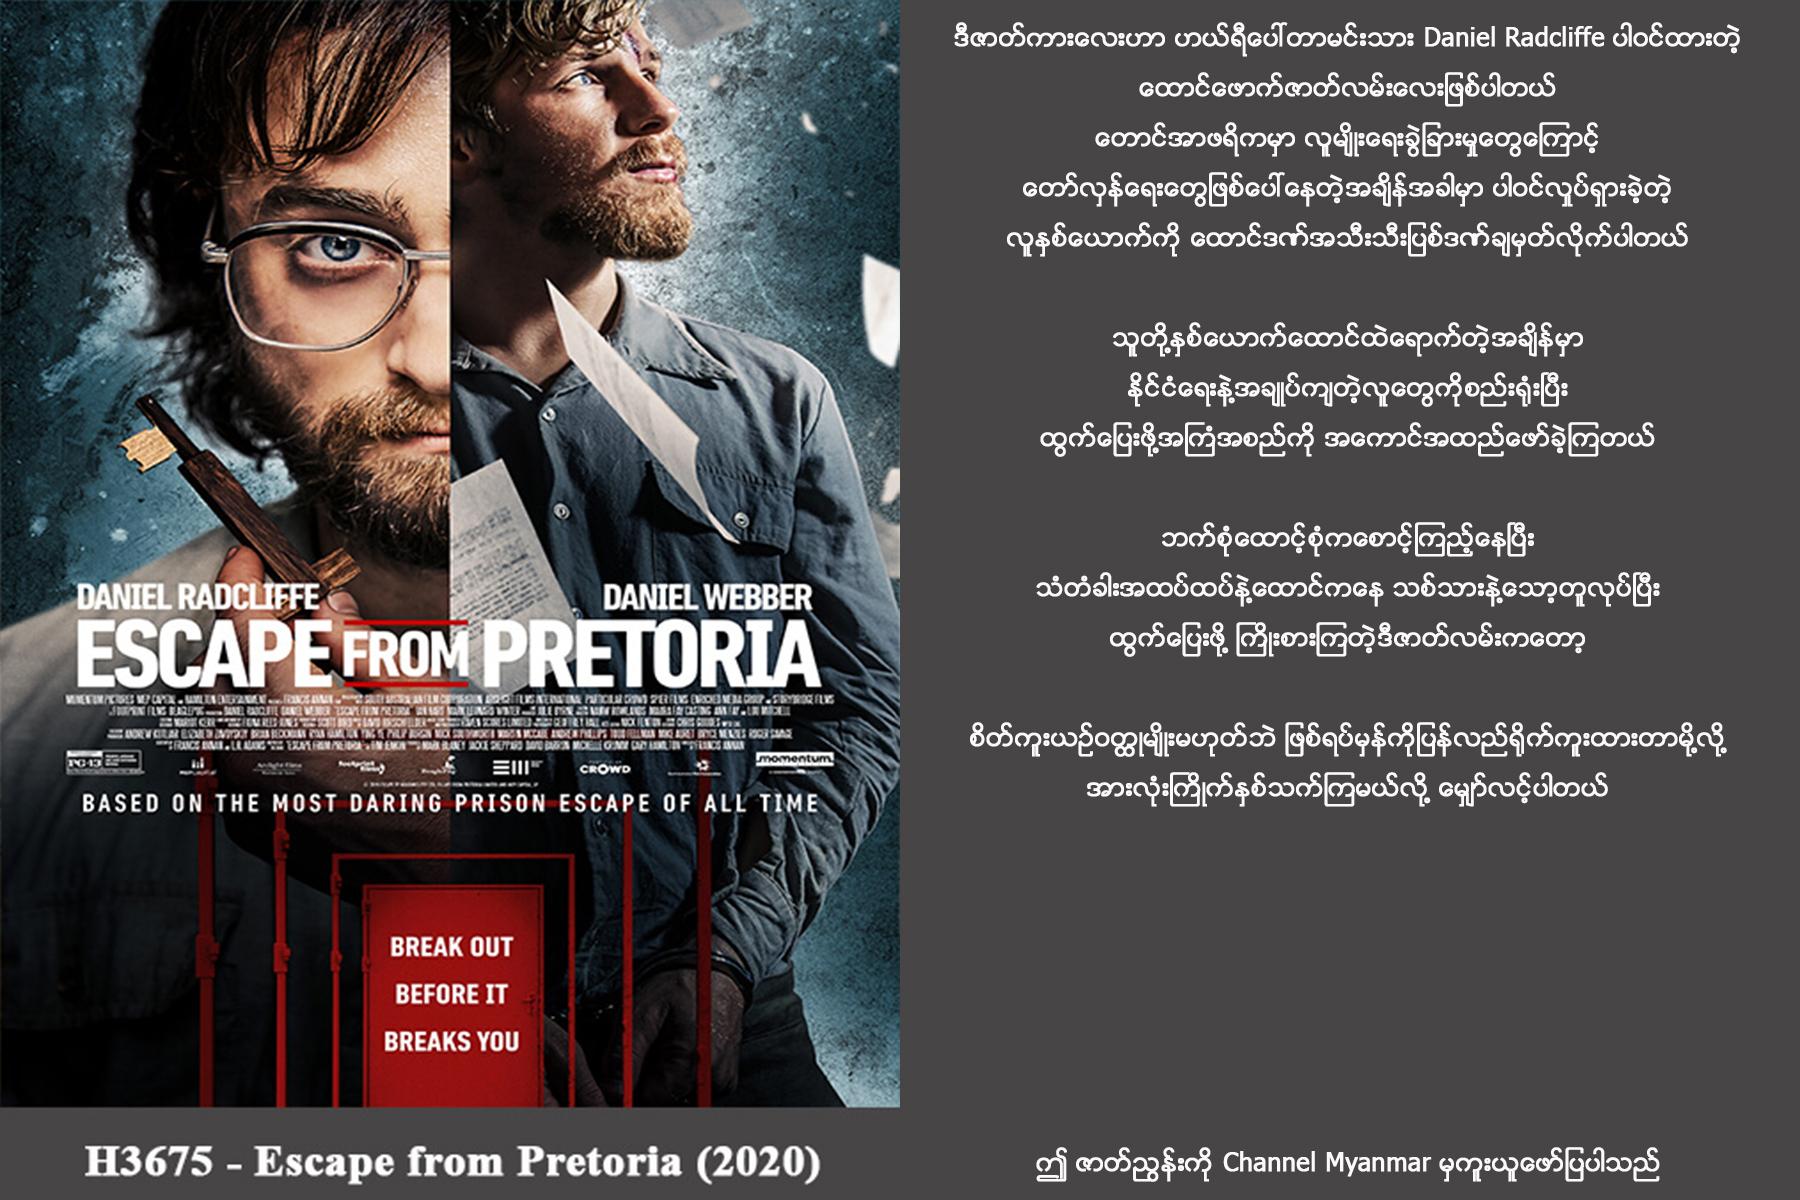 DANIEL RADCLIFFE
DANIEL WEBBER
ESCAPE FROM PRETORIA
PG-13
CROWD
momentum
BASED ON THE MOST DARING PRISON ESCAPE OF ALL TIME
BREAK OUT
BEFORE IT
BREAKS YOU
H3675 - Escape from Pretoria (2020)
ဒီဇာတ်ကားလေးဟာ ဟယ်ရီပေါ်တာမင်းသား Daniel Radcliffe ပါဝင်ထားတဲ့
ထောင်ဖောက်ဇာတ်လမ်းလေးဖြစ်ပါတယ်
တောင်အာဖရိကမှာ လူမျိုးရေးခွဲခြားမှုတွေကြောင့်
တော်လှန်ရေးတွေဖြစ်ပေါ်နေတဲ့အချိန်အခါမှာ ပါဝင်လှုပ်ရှားခဲ့တဲ့
လူနှစ်ယောက်ကို ထောင်ဒဏ်အသီးသီးပြစ်ဒဏ်ချမှတ်လိုက်ပါတယ်
သူတို့နှစ်ယောက်ထောင်ထဲရောက်တဲ့အချိန်မှာ
နိုင်ငံရေးနဲ့အချုပ်ကျတဲ့လူတွေကိုစည်းရုံးပြီး
ထွက်ပြေးဖို့အကြံအစည်ကို အကောင်အထည်ဖော်ခဲ့ကြတယ်
ဘက်စုံထောင့်စုံကစောင့်ကြည့်နေပြီး
သံတံခါးအထပ်ထပ်နဲ့ထောင်ကနေ သစ်သားနဲ့သော့တူလုပ်ပြီး
ထွက်ပြေးဖို့ ကြိုးစားကြတဲ့ဒီဇာတ်လမ်းကတော့
စိတ်ကူးယဉ်ဝတ္ထုမျိုးမဟုတ်ဘဲ ဖြစ်ရပ်မှန်ကိုပြန်လည်ရိုက်ကူးထားတာမို့လို့
အားလုံးကြိုက်နှစ်သက်ကြမယ်လို့ မျှော်လင့်ပါတယ်
ဤ ဇာတ်ညွှန်းကို Channel Myanmar မှကူးယူဖော်ပြပါသည်